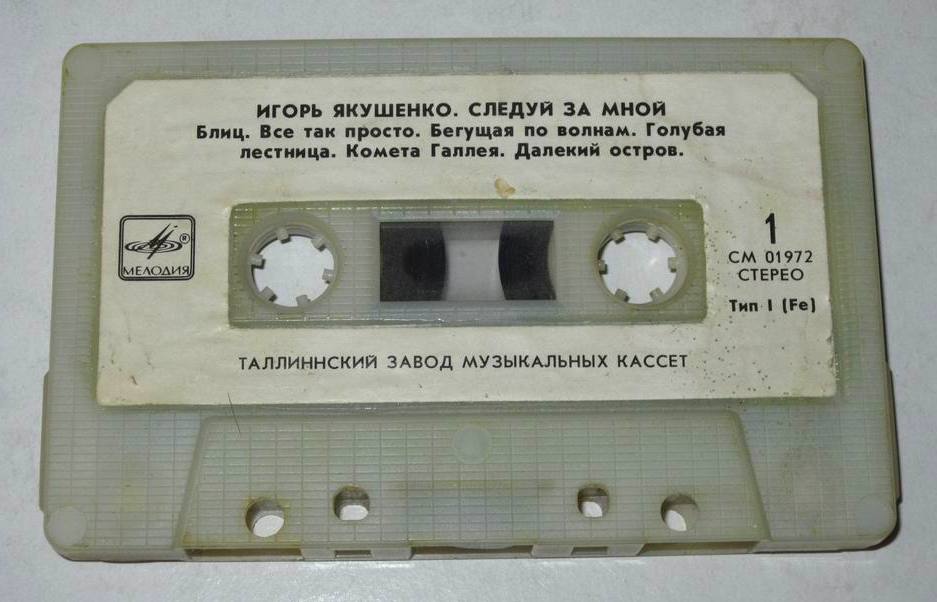 ИГОРЬ ЯКУШЕНКО. СЛЕДУЙ ЗА МНОЙ
Блиц. Все так просто. Бегущая по волнам. Голубая
лестница. Комета Галлея. Далекий остров.
®
МЕЛОДИЯ
1
СМ 01972
СТЕРЕО
Тип I (Fe)
ТАЛЛИННСКИЙ ЗАВОД МУЗЫКАЛЬНЫХ КАССЕТ